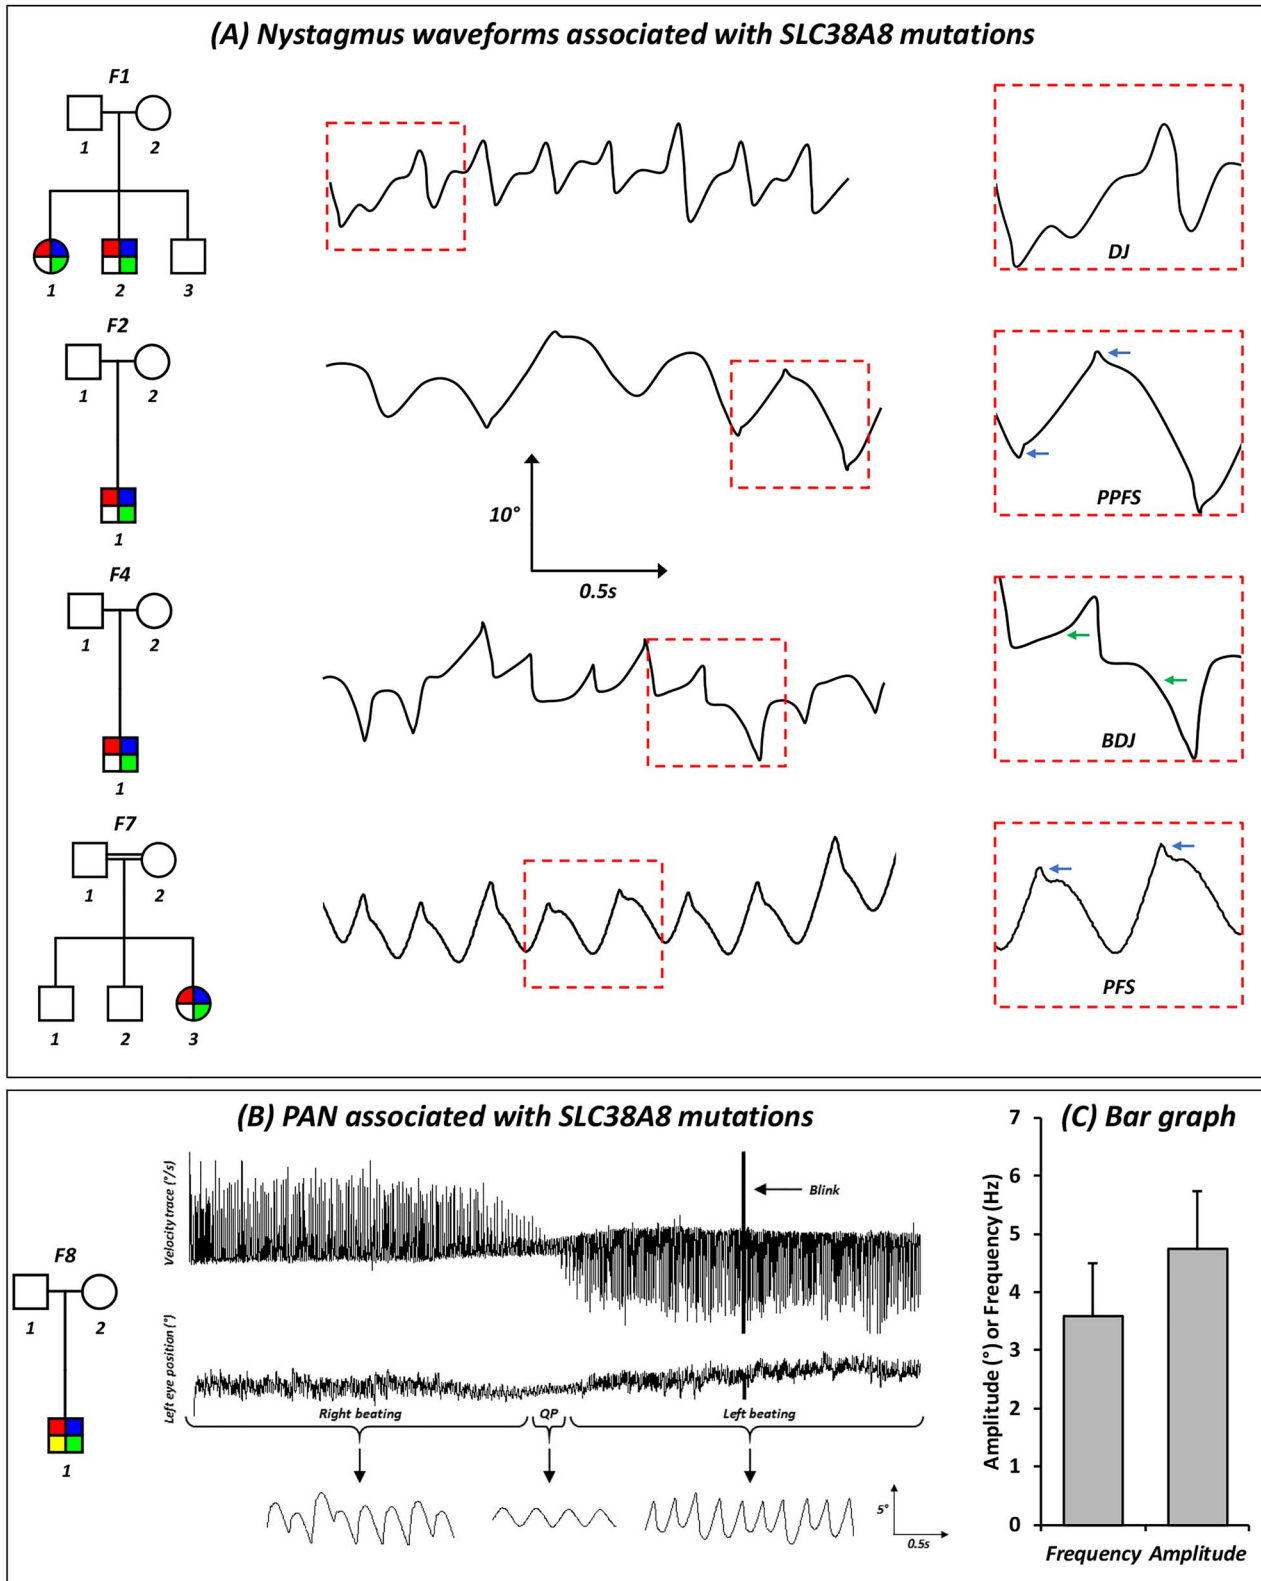 (A) Nystagmus waveforms associated with SLC38A8 mutations
F1
1 2
1 2 3
DJ
F2
1 2
1
10°
0.5s
PPFS
F4
1 2
1
BDJ
F7
1 2
1 2 3
PFS
(B) PAN associated with SLC38A8 mutations
F8
1 2
1
Velocity trace (°/s)
Blink
Left eye position (°)
Right beating
QP
Left beating
5°
0.5s
(C) Bar graph
Amplitude (°) or Frequency (Hz)
7
6
5
4
3
2
1
0
Frequency Amplitude